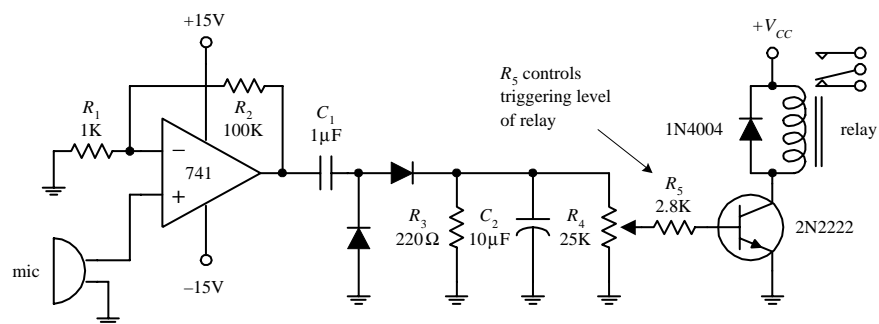 +15V
+V_CC
R₁
1K
R₂
100K
C₁
1µF
R₅ controls
triggering level
of relay
1N4004
relay
−
741
+
R₅
2.8K
R₃
220Ω
C₂
10µF
R₄
25K
2N2222
mic
–15V